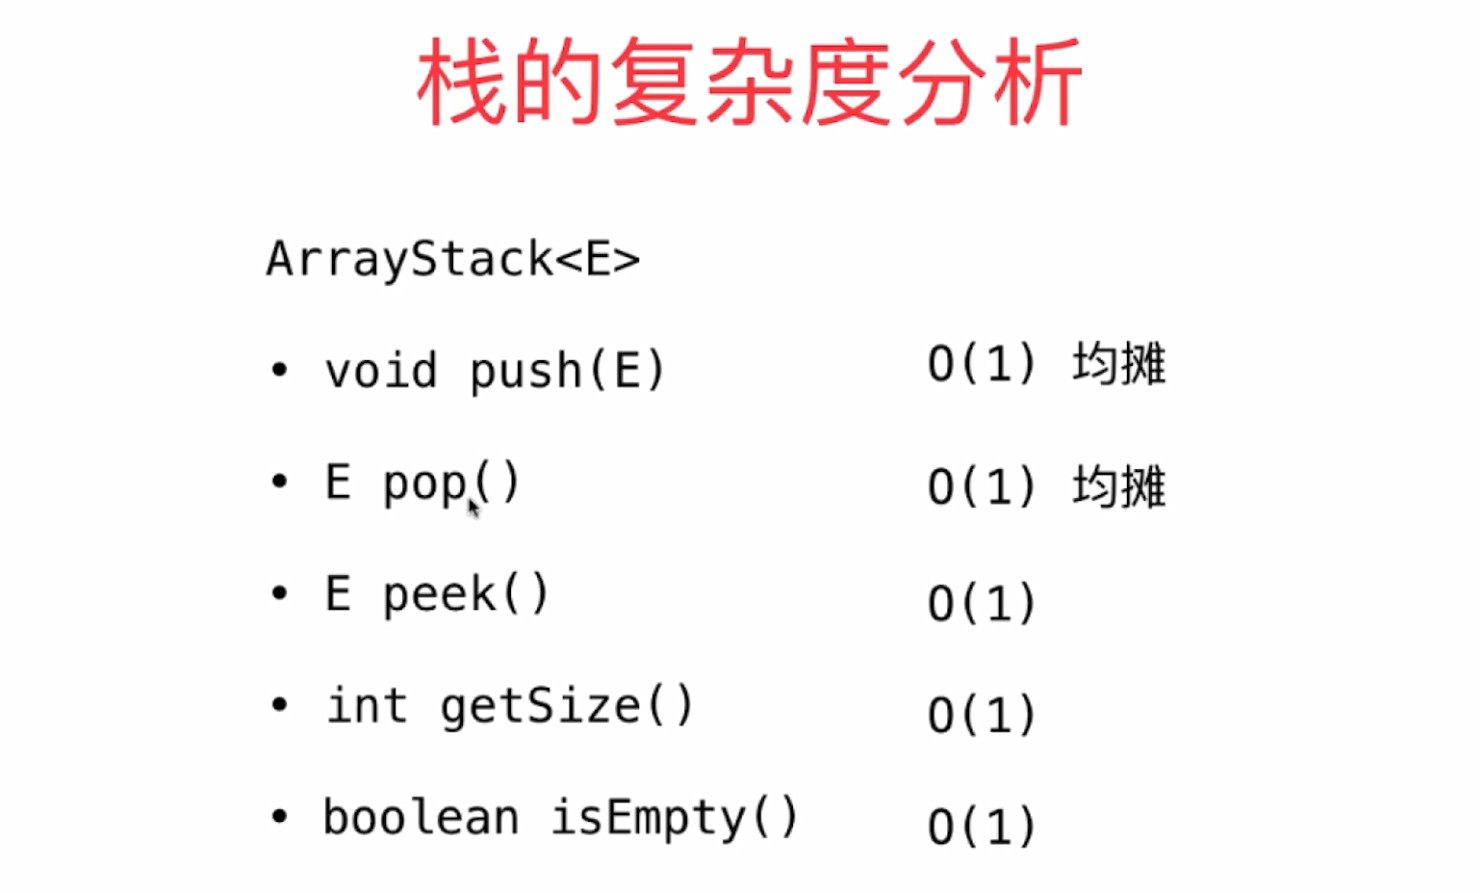 栈的复杂度分析
ArrayStack<E>
• void push(E) O(1) 均摊
• E pop() O(1) 均摊
• E peek() O(1)
• int getSize() O(1)
• boolean isEmpty() O(1)